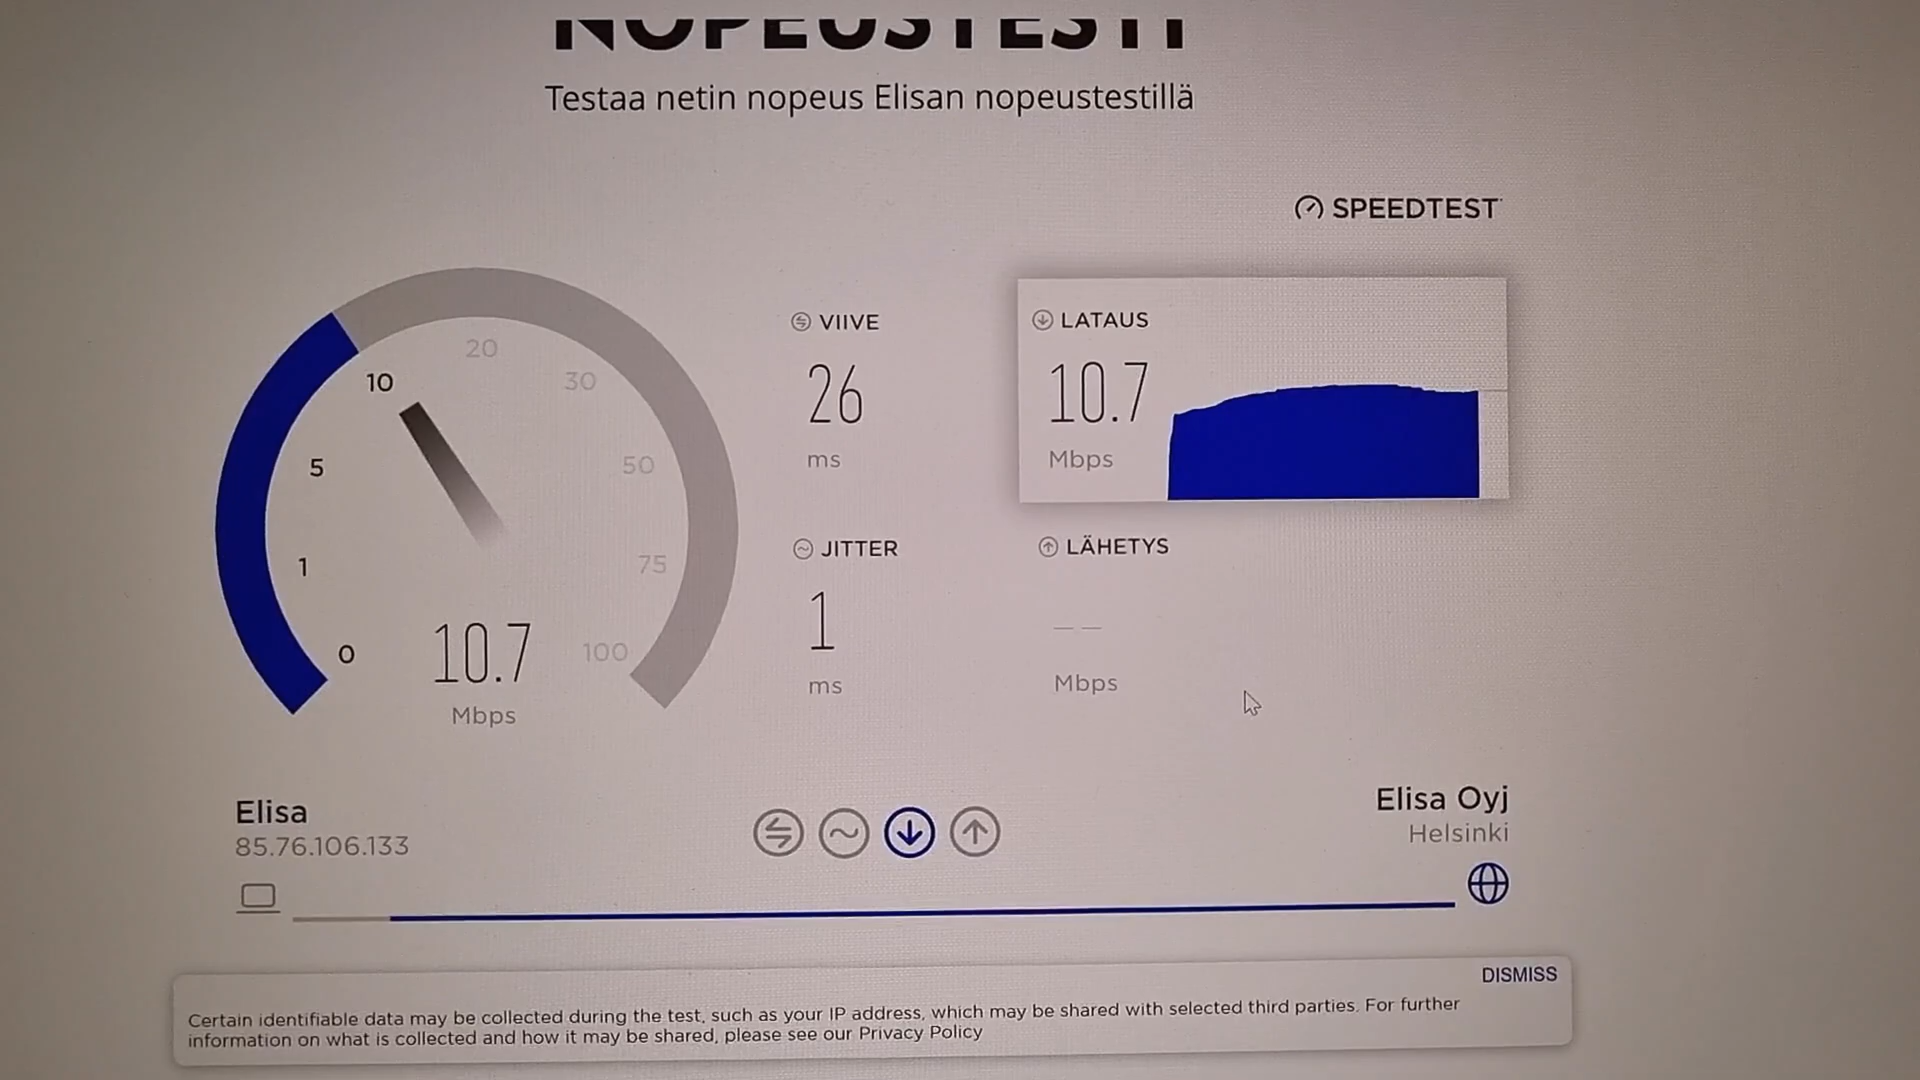 NOPEUSTESTI
Testaa netin nopeus Elisan nopeustestillä
SPEEDTEST
VIIVE
26
ms
LATAUS
10.7
Mbps
JITTER
1
ms
LÄHETYS
— —
Mbps
0
1
5
10
20
30
50
75
100
10.7
Mbps
Elisa
85.76.106.133
Elisa Oyj
Helsinki
DISMISS
Certain identifiable data may be collected during the test, such as your IP address, which may be shared with selected third parties. For further
information on what is collected and how it may be shared, please see our Privacy Policy